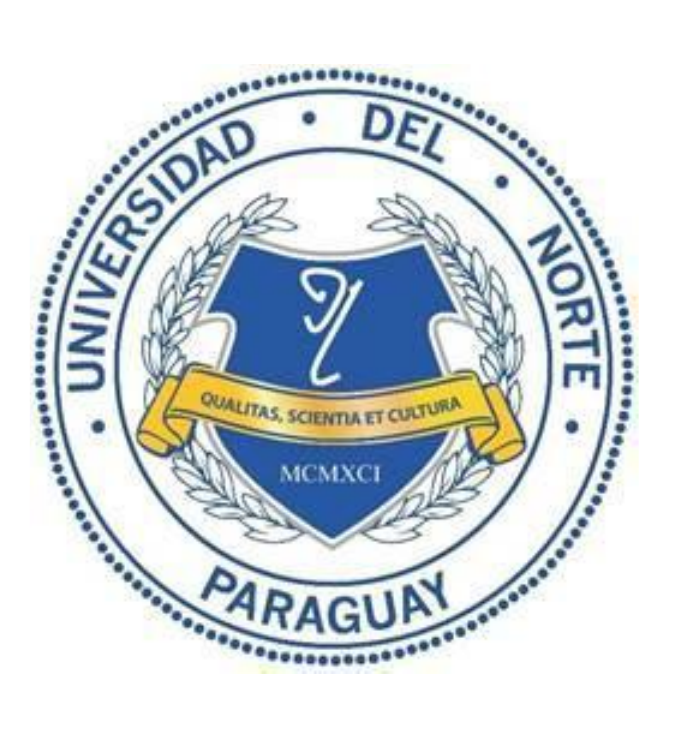 UNIVERSIDAD · DEL · NORTE
QUALITAS, SCIENTIA ET CULTURA
MCMXCI
PARAGUAY